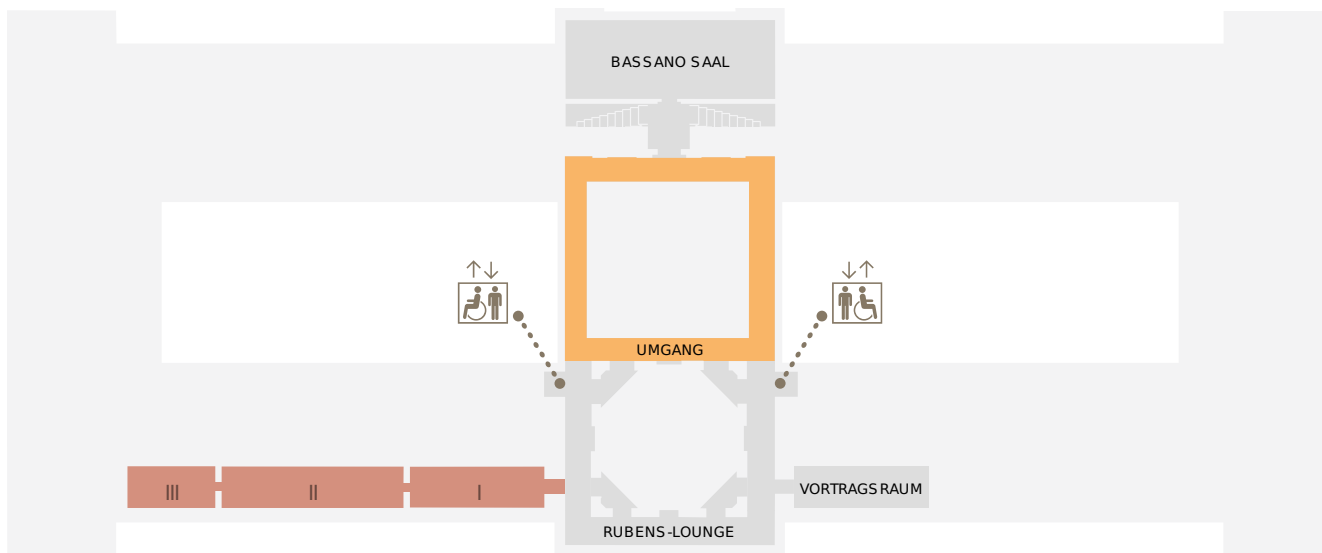 BASSANO SAAL
UMGANG
III
II
I
VORTRAGSRAUM
RUBENS-LOUNGE